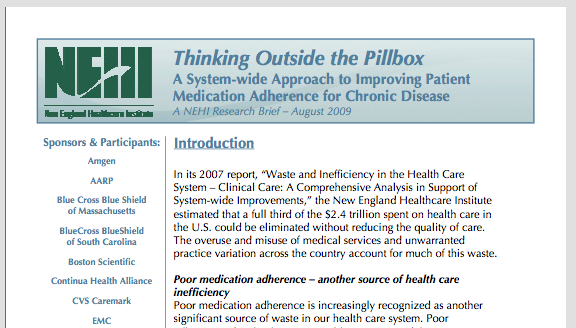 NEHI
New England Healthcare Institute
Thinking Outside the Pillbox
A System-wide Approach to Improving Patient
Medication Adherence for Chronic Disease
A NEHI Research Brief – August 2009
Sponsors & Participants:
Amgen
AARP
Blue Cross Blue Shield
of Massachusetts
BlueCross BlueShield
of South Carolina
Boston Scientific
Continua Health Alliance
CVS Caremark
EMC
Introduction
In its 2007 report, “Waste and Inefficiency in the Health Care
System – Clinical Care: A Comprehensive Analysis in Support of
System-wide Improvements,” the New England Healthcare Institute
estimated that a full third of the $2.4 trillion spent on health care in
the U.S. could be eliminated without reducing the quality of care.
The overuse and misuse of medical services and unwarranted
practice variation across the country account for much of this waste.
Poor medication adherence – another source of health care
inefficiency
Poor medication adherence is increasingly recognized as another
significant source of waste in our health care system. Poor